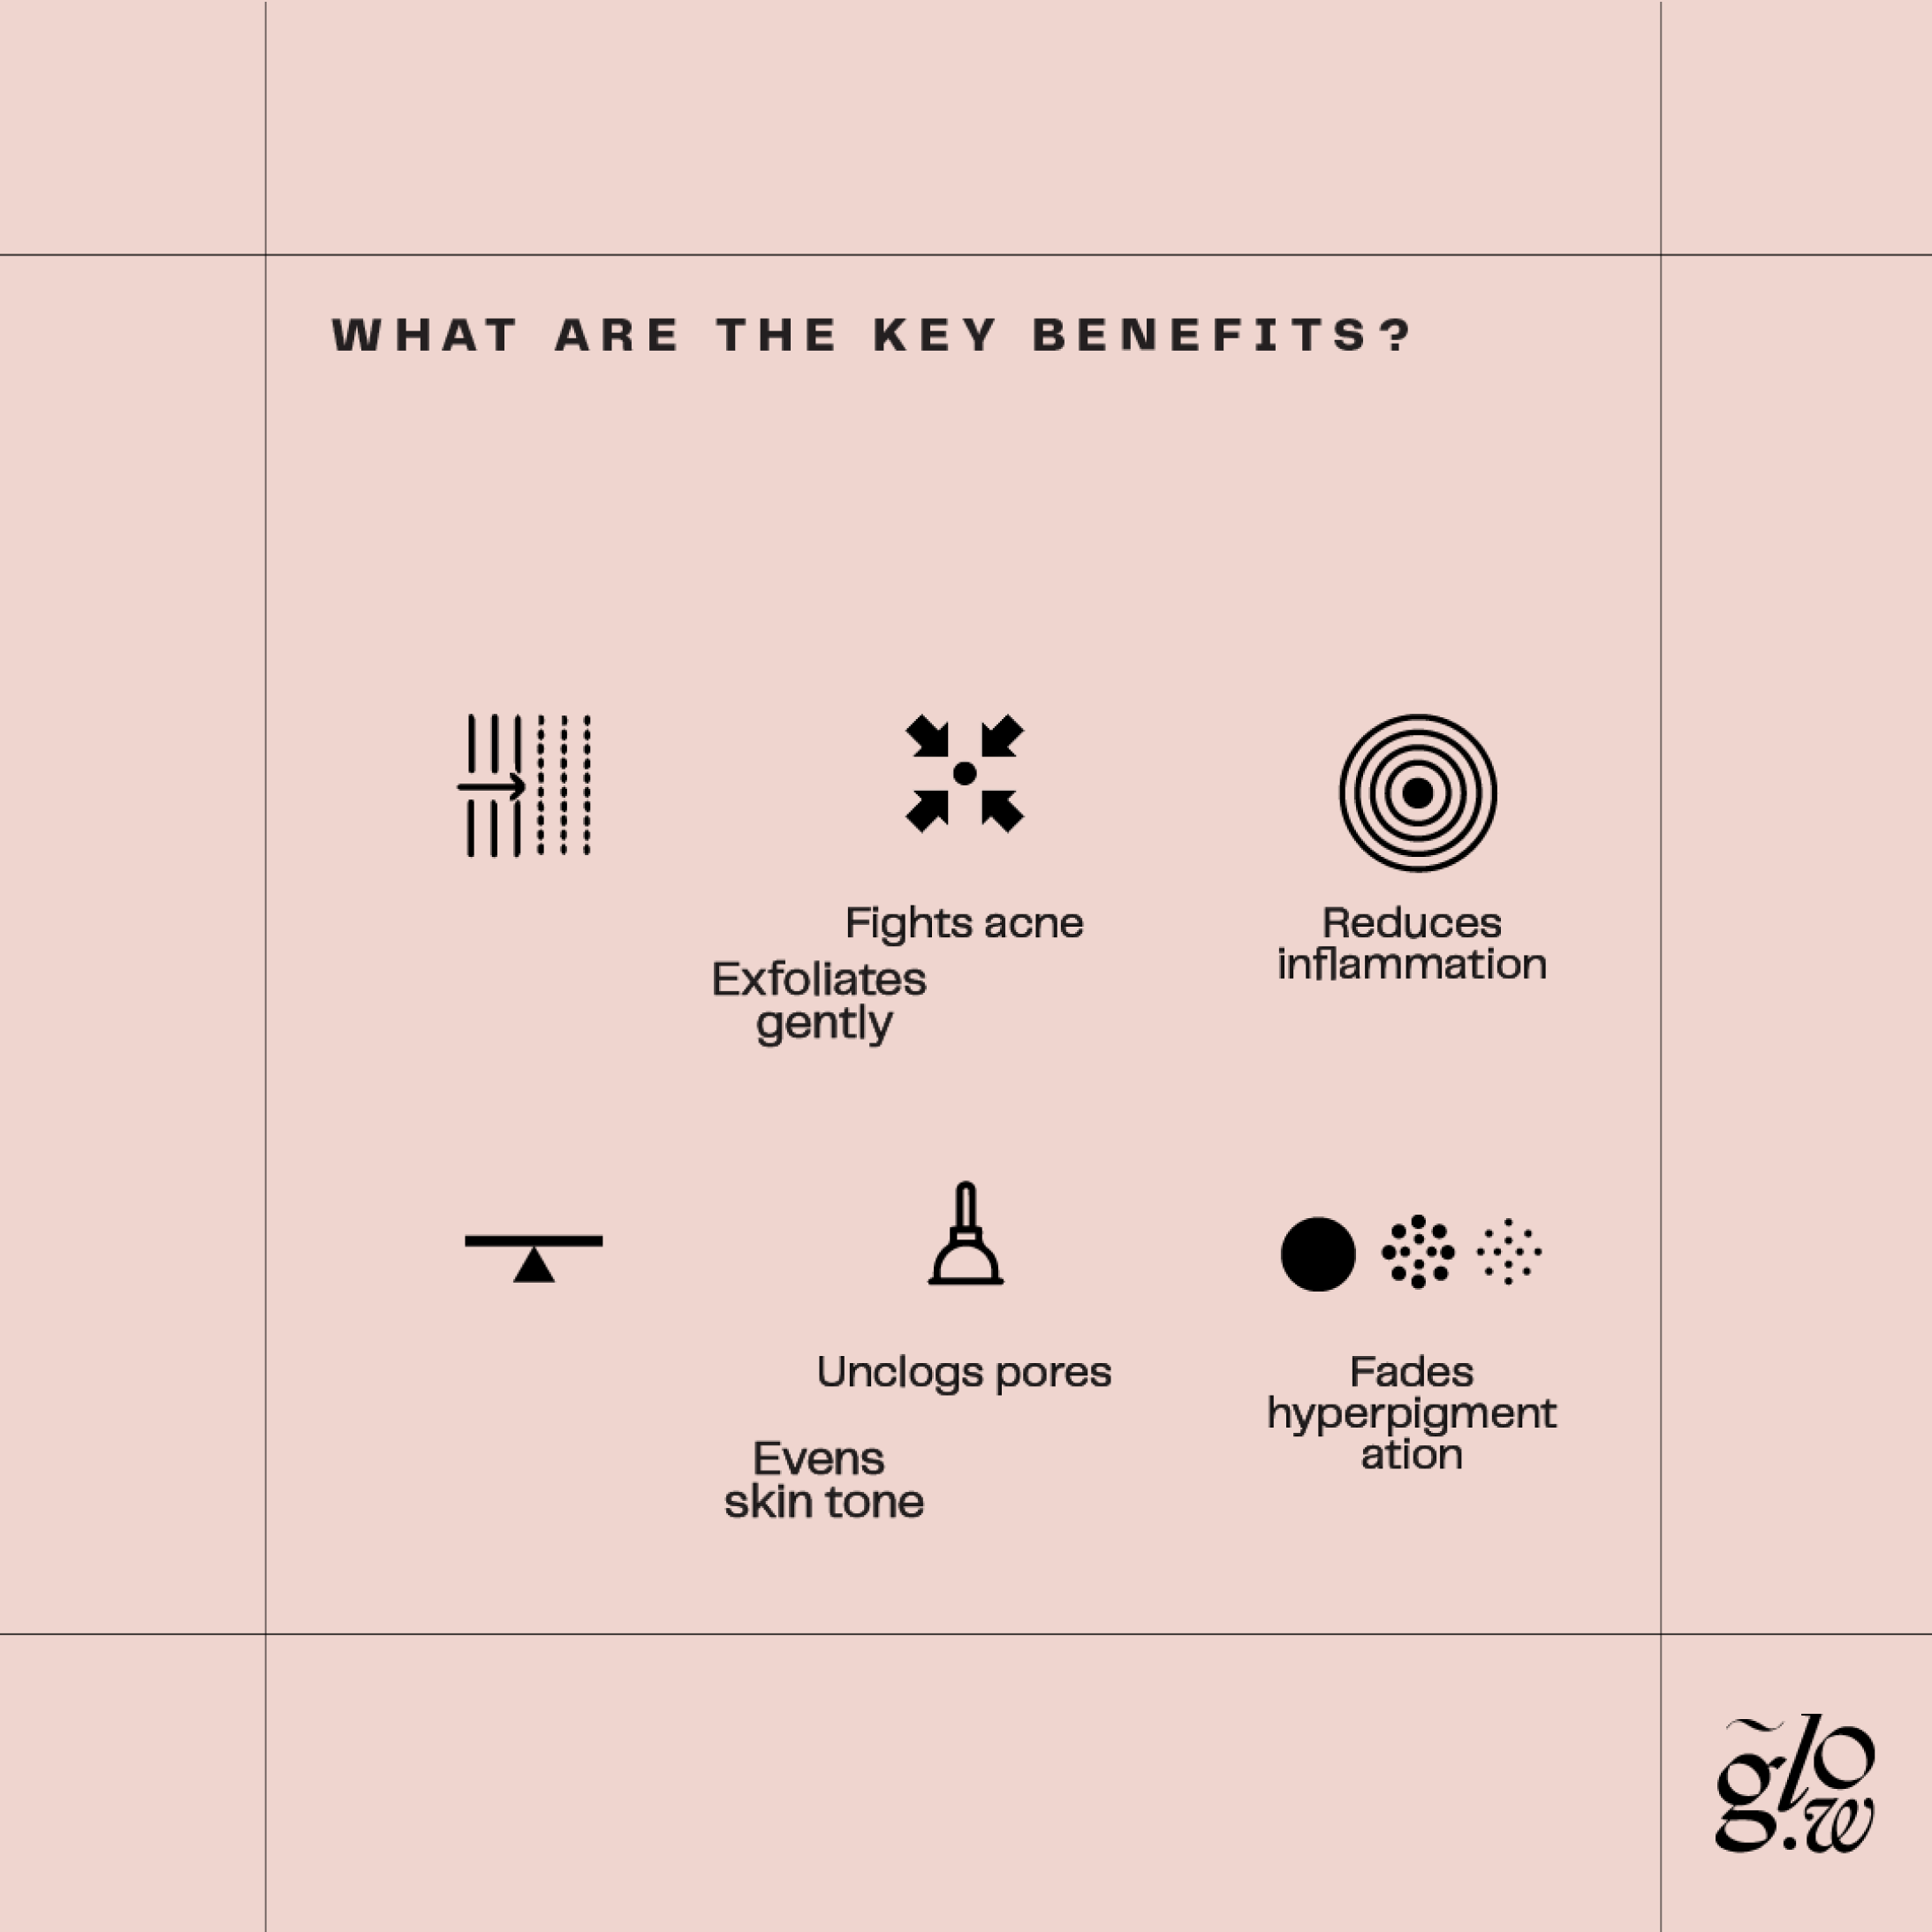 WHAT ARE THE KEY BENEFITS?
Fights acne
Exfoliates
gently
Reduces
inflammation
Unclogs pores
Evens
skin tone
Fades
hyperpigment
ation
g̃lo
.w